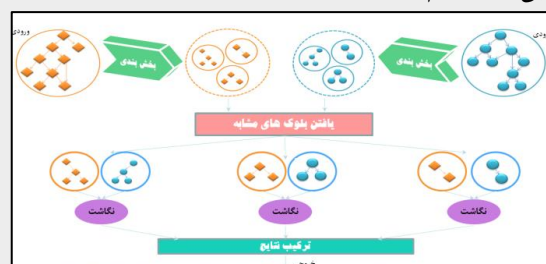 ورودی
ورودی
بخش بندی
بخش بندی
یافتن بلوک های مشابه
نگاشت
نگاشت
نگاشت
ترکیب نتایج